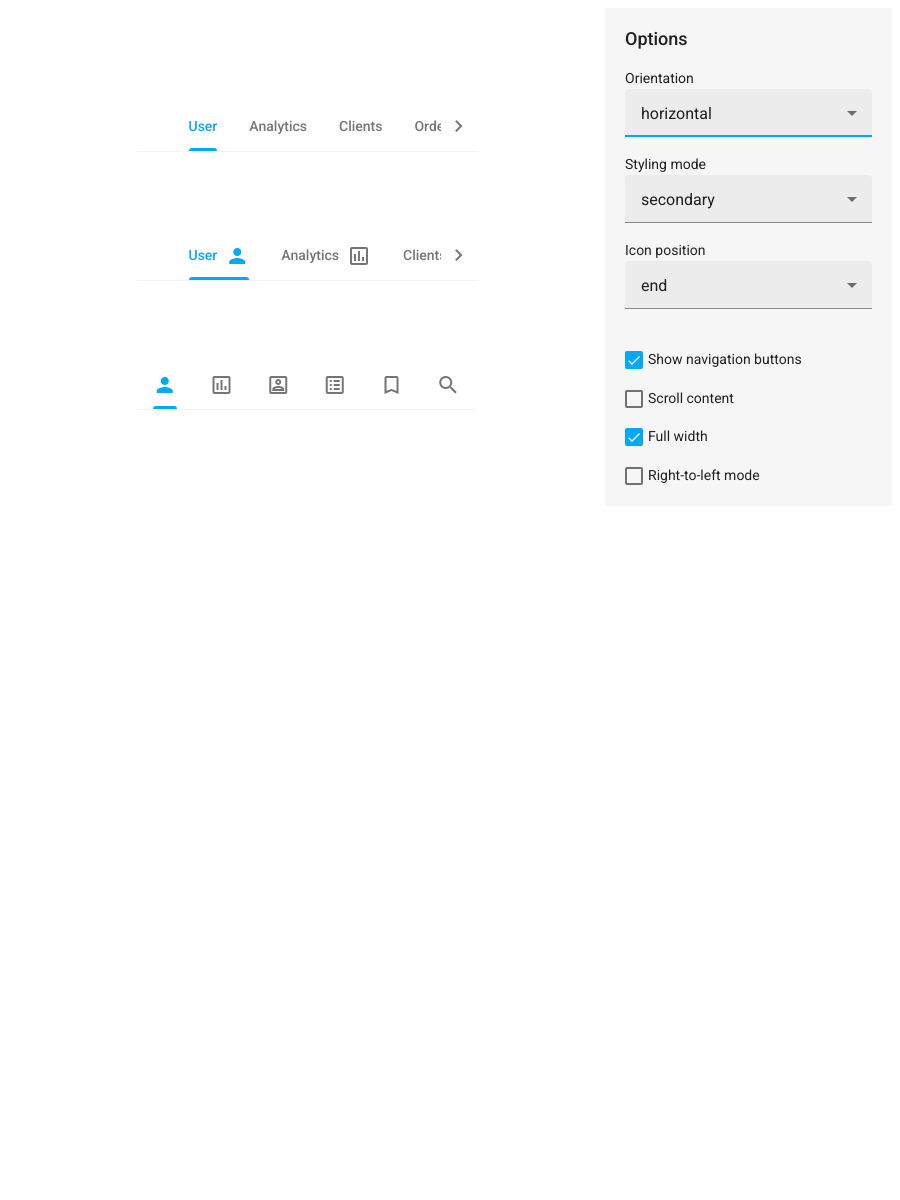 User Analytics Clients Orde
User Analytics Clients
Options
Orientation
horizontal
Styling mode
secondary
Icon position
end
Show navigation buttons
Scroll content
Full width
Right-to-left mode